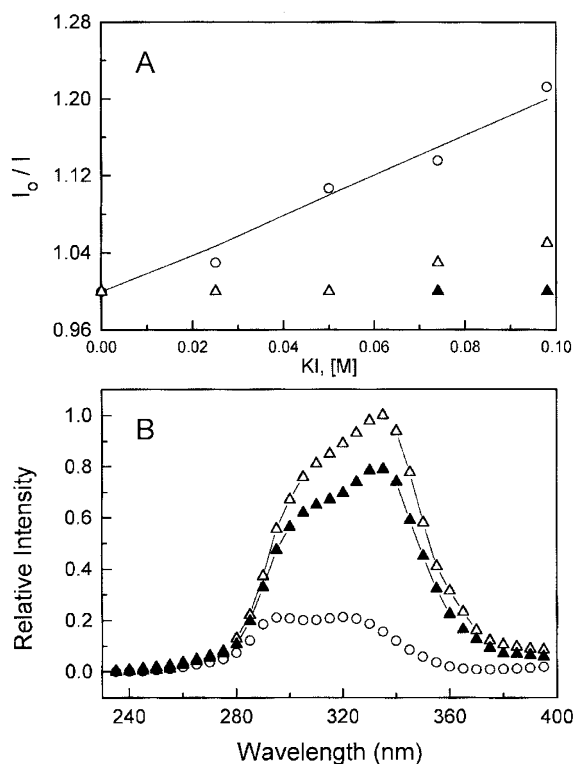 A
1.28
1.20
1.12
1.04
0.96
I₀ / I
0.00 0.02 0.04 0.06 0.08 0.10
KI, [M]
B
1.0
0.8
0.6
0.4
0.2
0.0
Relative Intensity
240 280 320 360 400
Wavelength (nm)